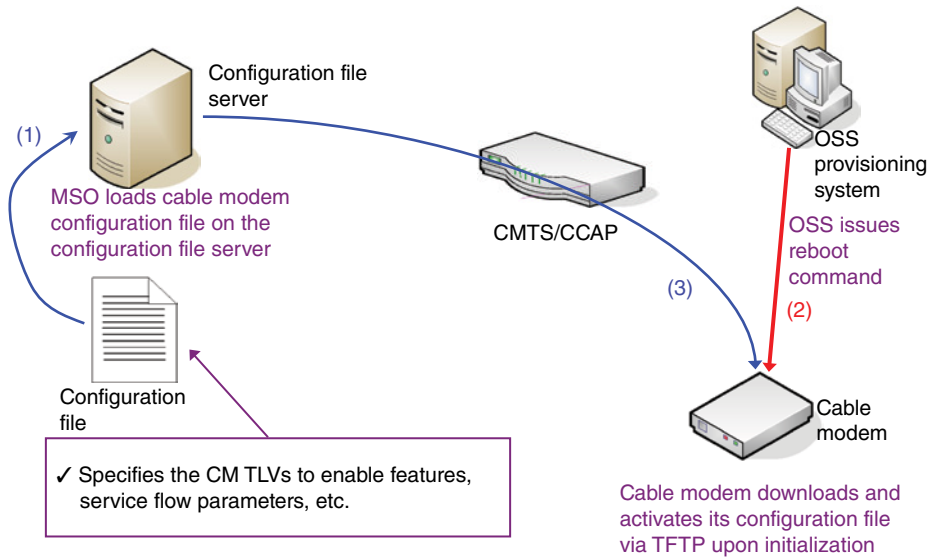 Configuration file
server
(1)
MSO loads cable modem
configuration file on the
configuration file server
CMTS/CCAP
OSS
provisioning
system
OSS issues
reboot
command
(2)
(3)
Configuration
file
✓ Specifies the CM TLVs to enable features,
service flow parameters, etc.
Cable
modem
Cable modem downloads and
activates its configuration file
via TFTP upon initialization